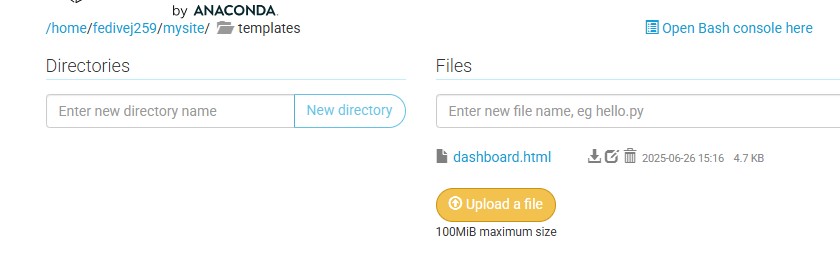 by ANACONDA.
/home/fedivej259/mysite/ templates
Open Bash console here
Directories
Files
Enter new directory name
New directory
Enter new file name, eg hello.py
dashboard.html
2025-06-26 15:16 4.7 KB
Upload a file
100MiB maximum size